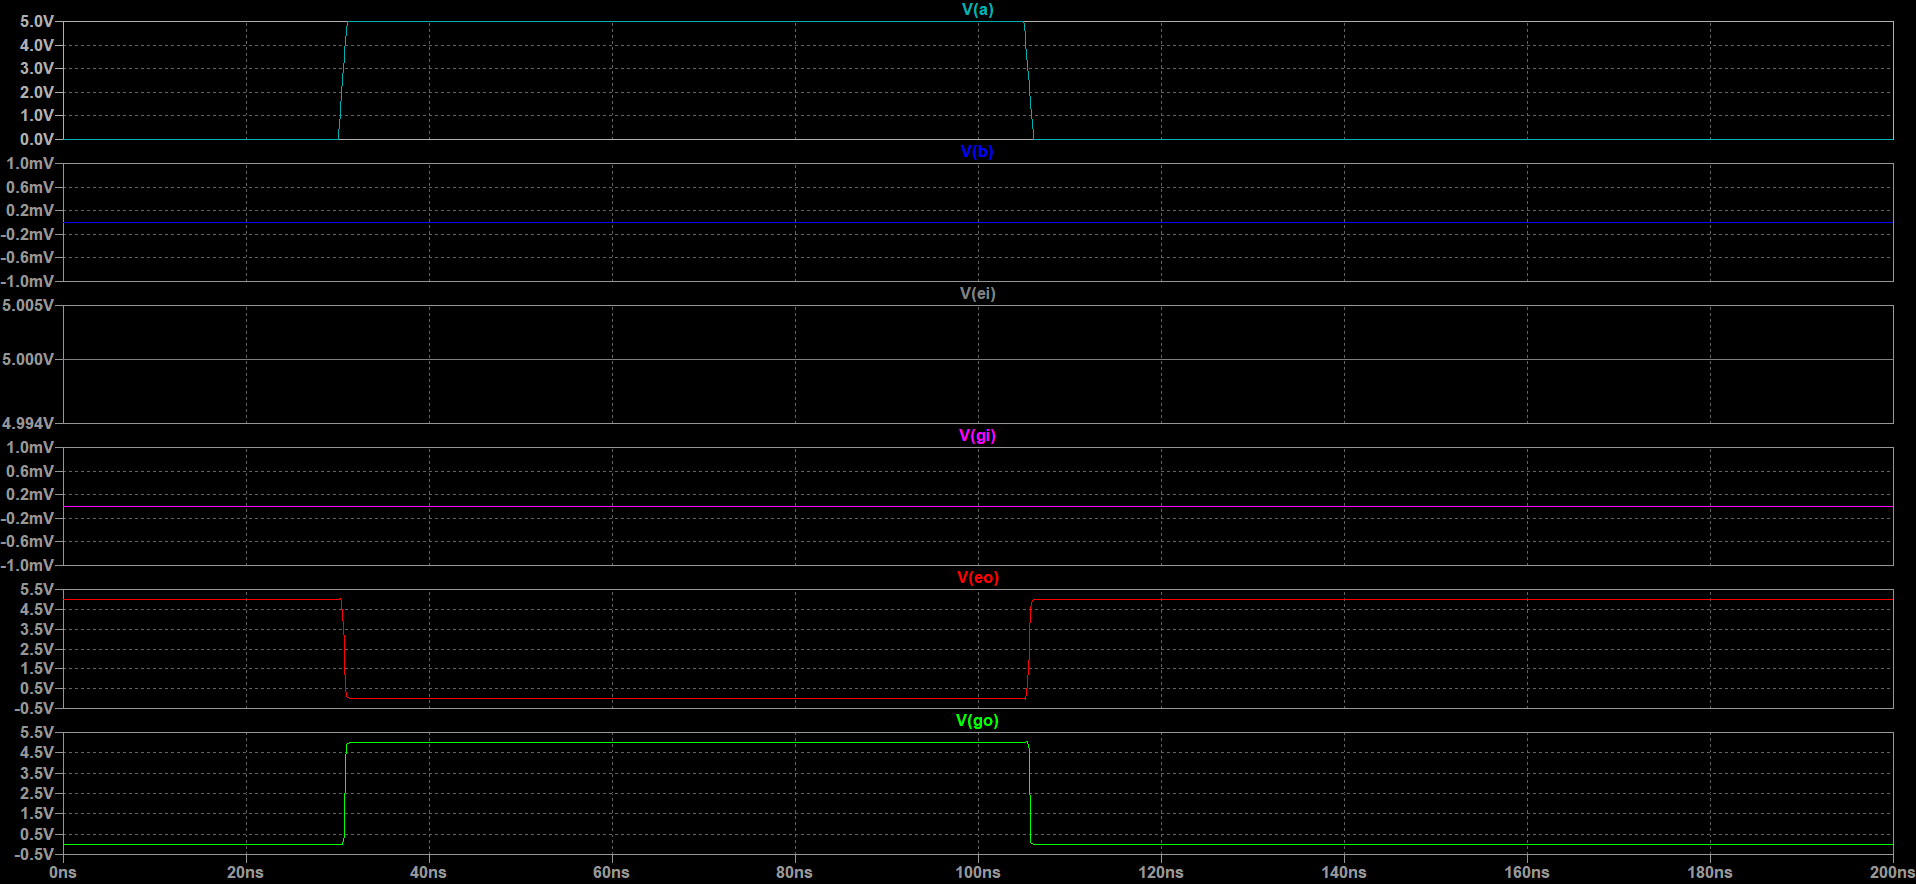 V(a)
5.0V
4.0V
3.0V
2.0V
1.0V
0.0V
V(b)
1.0mV
0.6mV
0.2mV
-0.2mV
-0.6mV
-1.0mV
V(ei)
5.005V
5.000V
4.994V
V(gi)
1.0mV
0.6mV
0.2mV
-0.2mV
-0.6mV
-1.0mV
V(eo)
5.5V
4.5V
3.5V
2.5V
1.5V
0.5V
-0.5V
V(go)
5.5V
4.5V
3.5V
2.5V
1.5V
0.5V
-0.5V
0ns 20ns 40ns 60ns 80ns 100ns 120ns 140ns 160ns 180ns 200ns